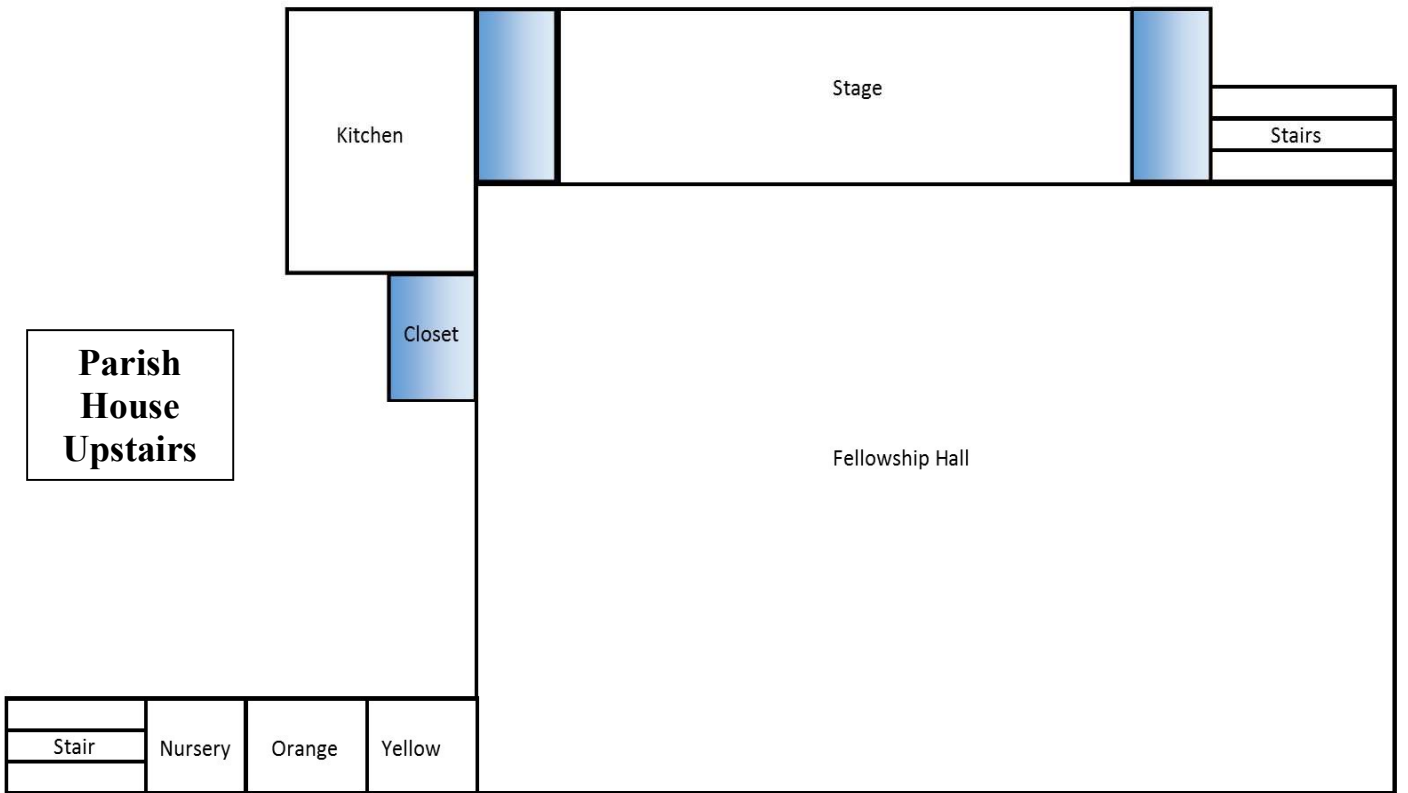 Stage
Kitchen
Stairs
Closet
Parish
House
Upstairs
Fellowship Hall
Stair
Nursery
Orange
Yellow